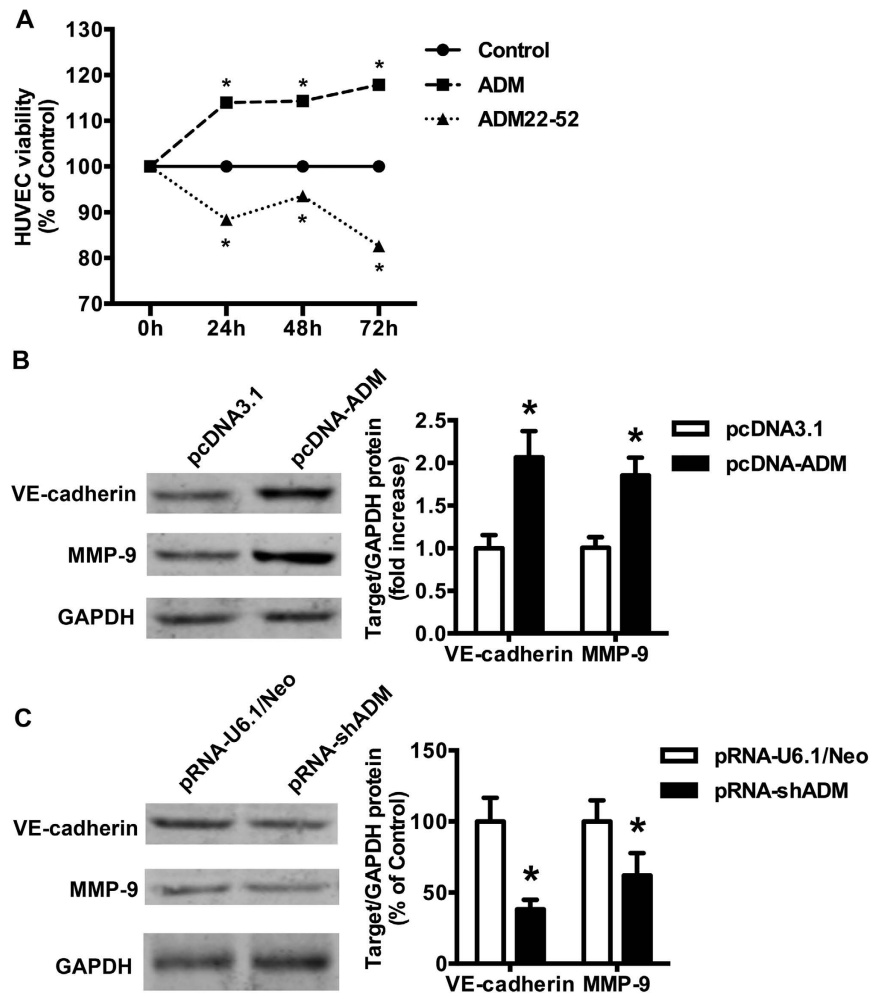 A
130
120
110
100
90
80
70
HUVEC viability
(% of Control)
* * *
* * *
0h 24h 48h 72h
Control
ADM
ADM22-52
B
pcDNA3.1 pcDNA-ADM
VE-cadherin
MMP-9
GAPDH
Target/GAPDH protein
(fold increase)
2.5
2.0
1.5
1.0
0.5
0.0
* *
VE-cadherin MMP-9
pcDNA3.1
pcDNA-ADM
C
pRNA-U6.1/Neo pRNA-shADM
VE-cadherin
MMP-9
GAPDH
Target/GAPDH protein
(% of Control)
150
100
50
0
* *
VE-cadherin MMP-9
pRNA-U6.1/Neo
pRNA-shADM